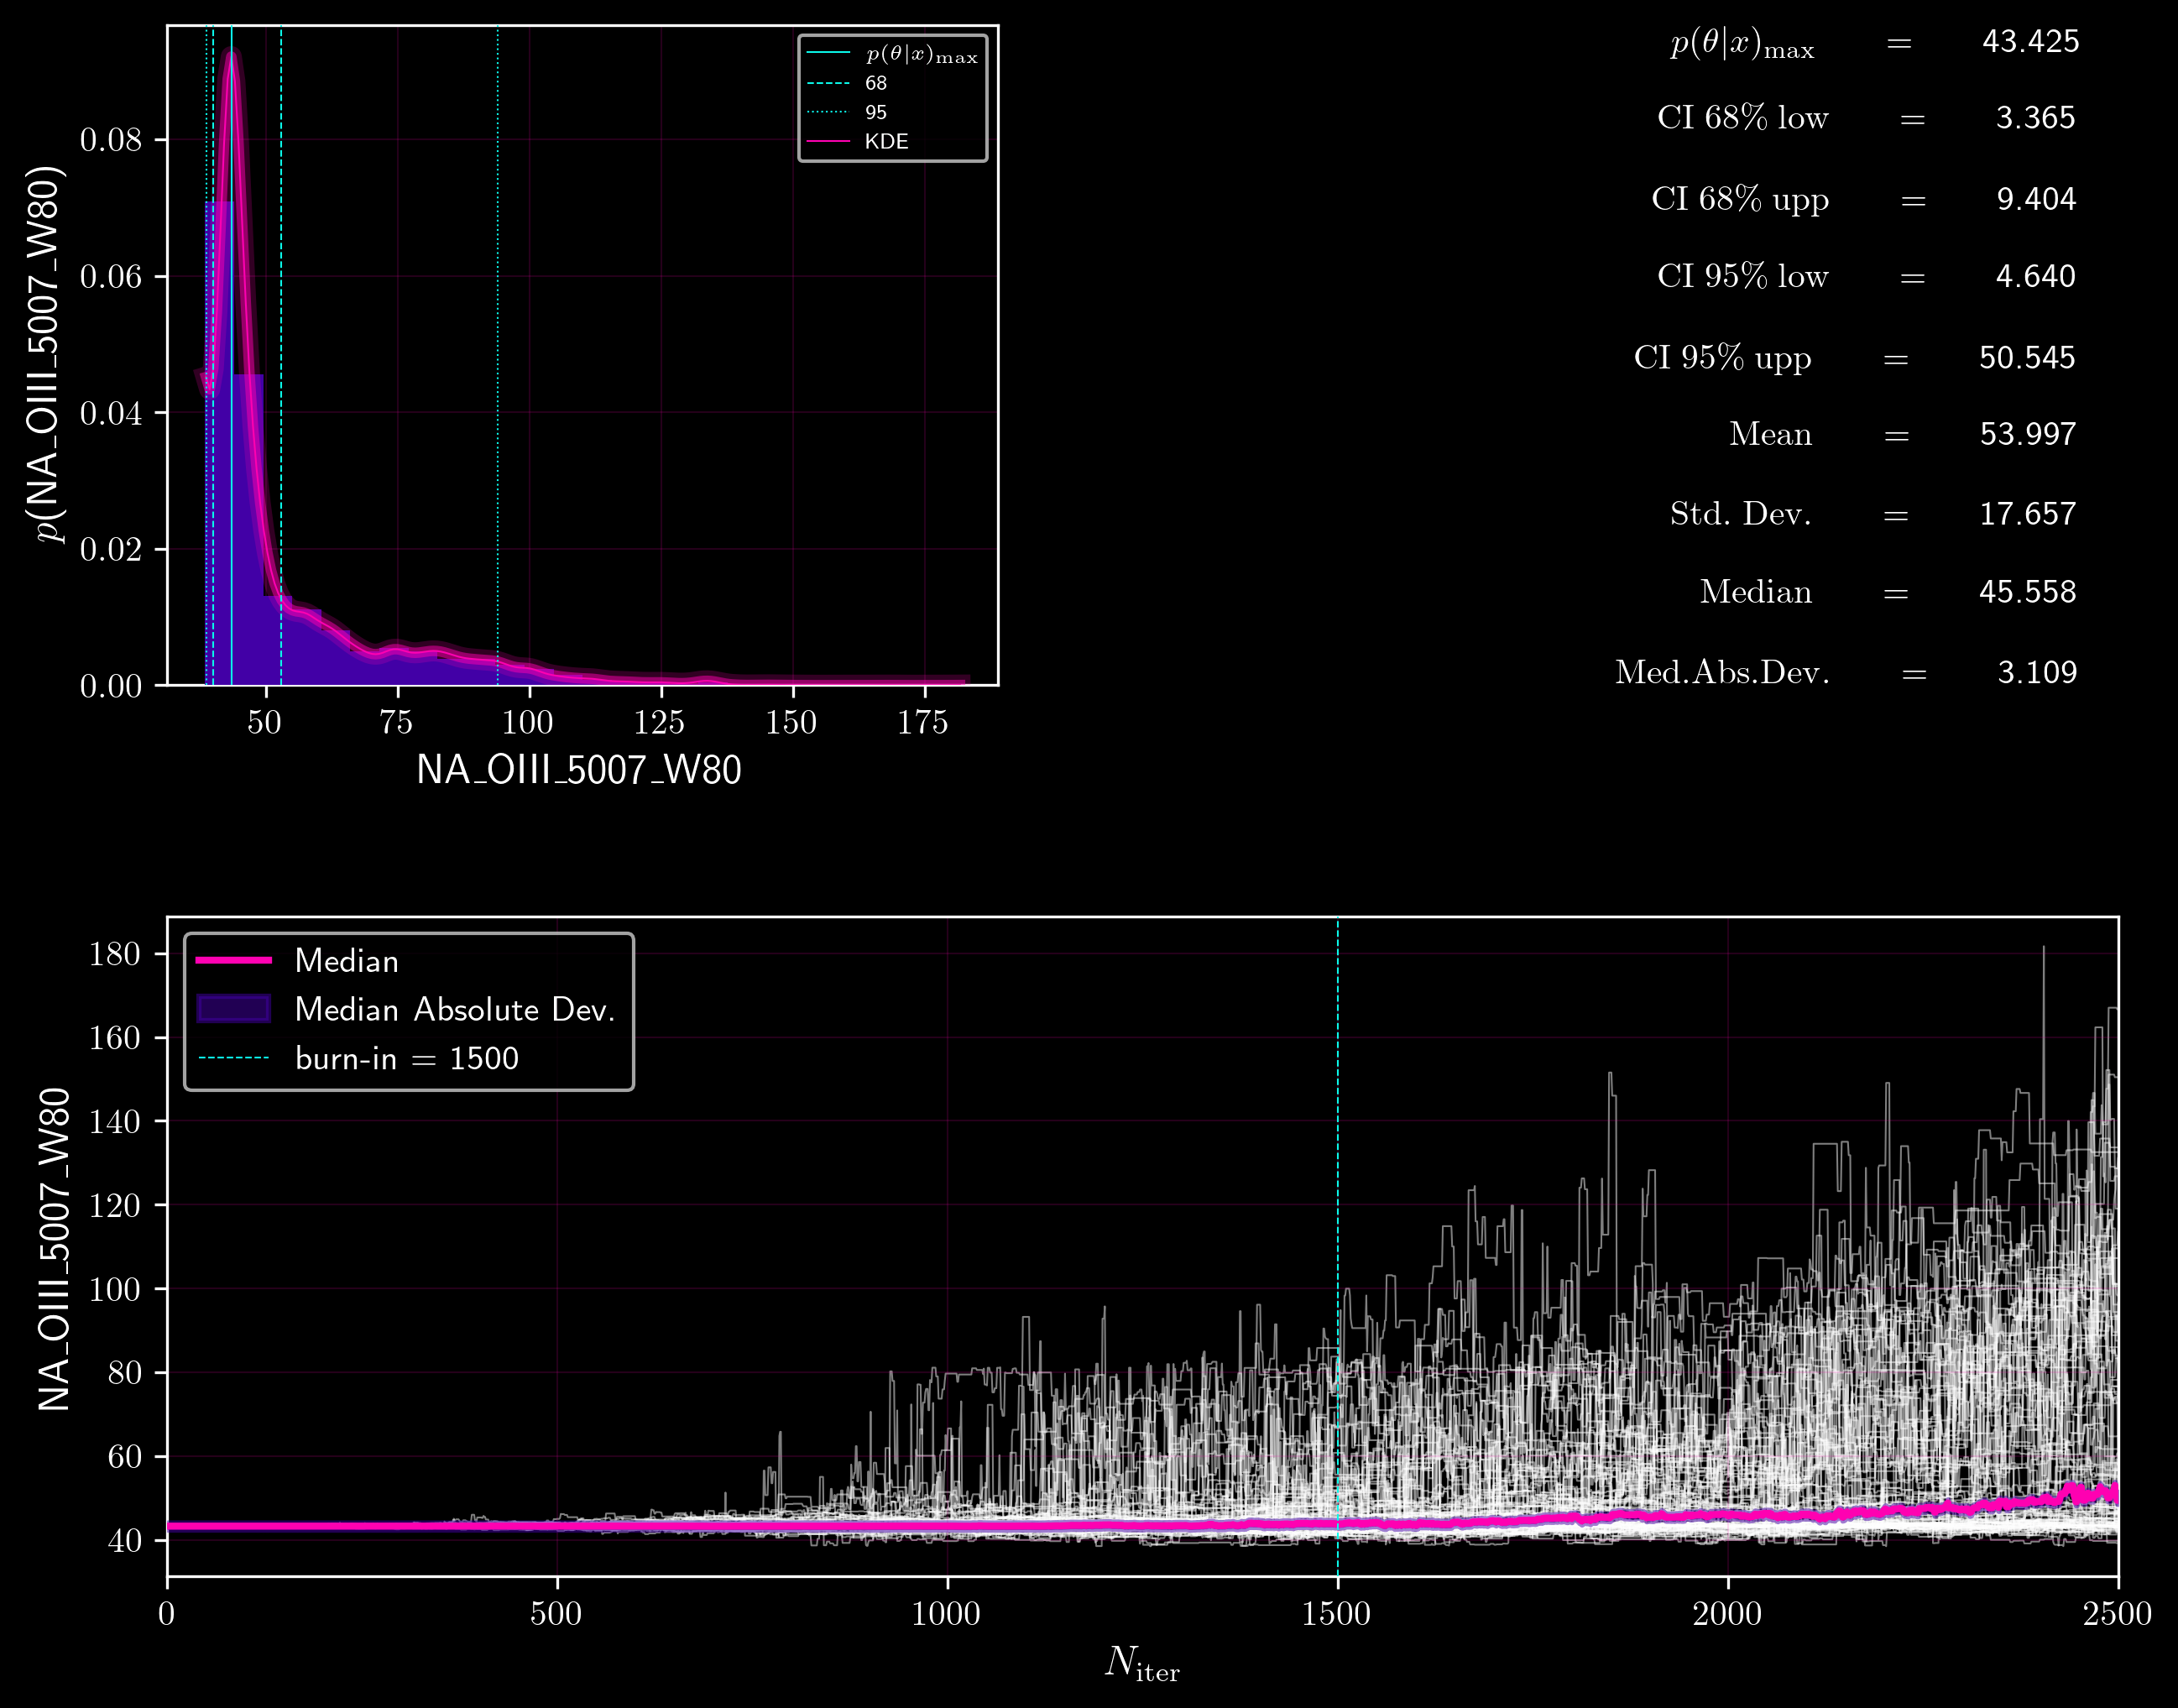 p(θ|x)max
68
95
KDE
0.08
0.06
0.04
0.02
0.00
p(NA_OIII_5007_W80)
50 75 100 125 150 175
NA_OIII_5007_W80
p(θ|x)max = 43.425
CI 68% low = 3.365
CI 68% upp = 9.404
CI 95% low = 4.640
CI 95% upp = 50.545
Mean = 53.997
Std. Dev. = 17.657
Median = 45.558
Med.Abs.Dev. = 3.109
Median
Median Absolute Dev.
burn-in = 1500
180
160
140
120
100
80
60
40
NA_OIII_5007_W80
0 500 1000 1500 2000 2500
Niter